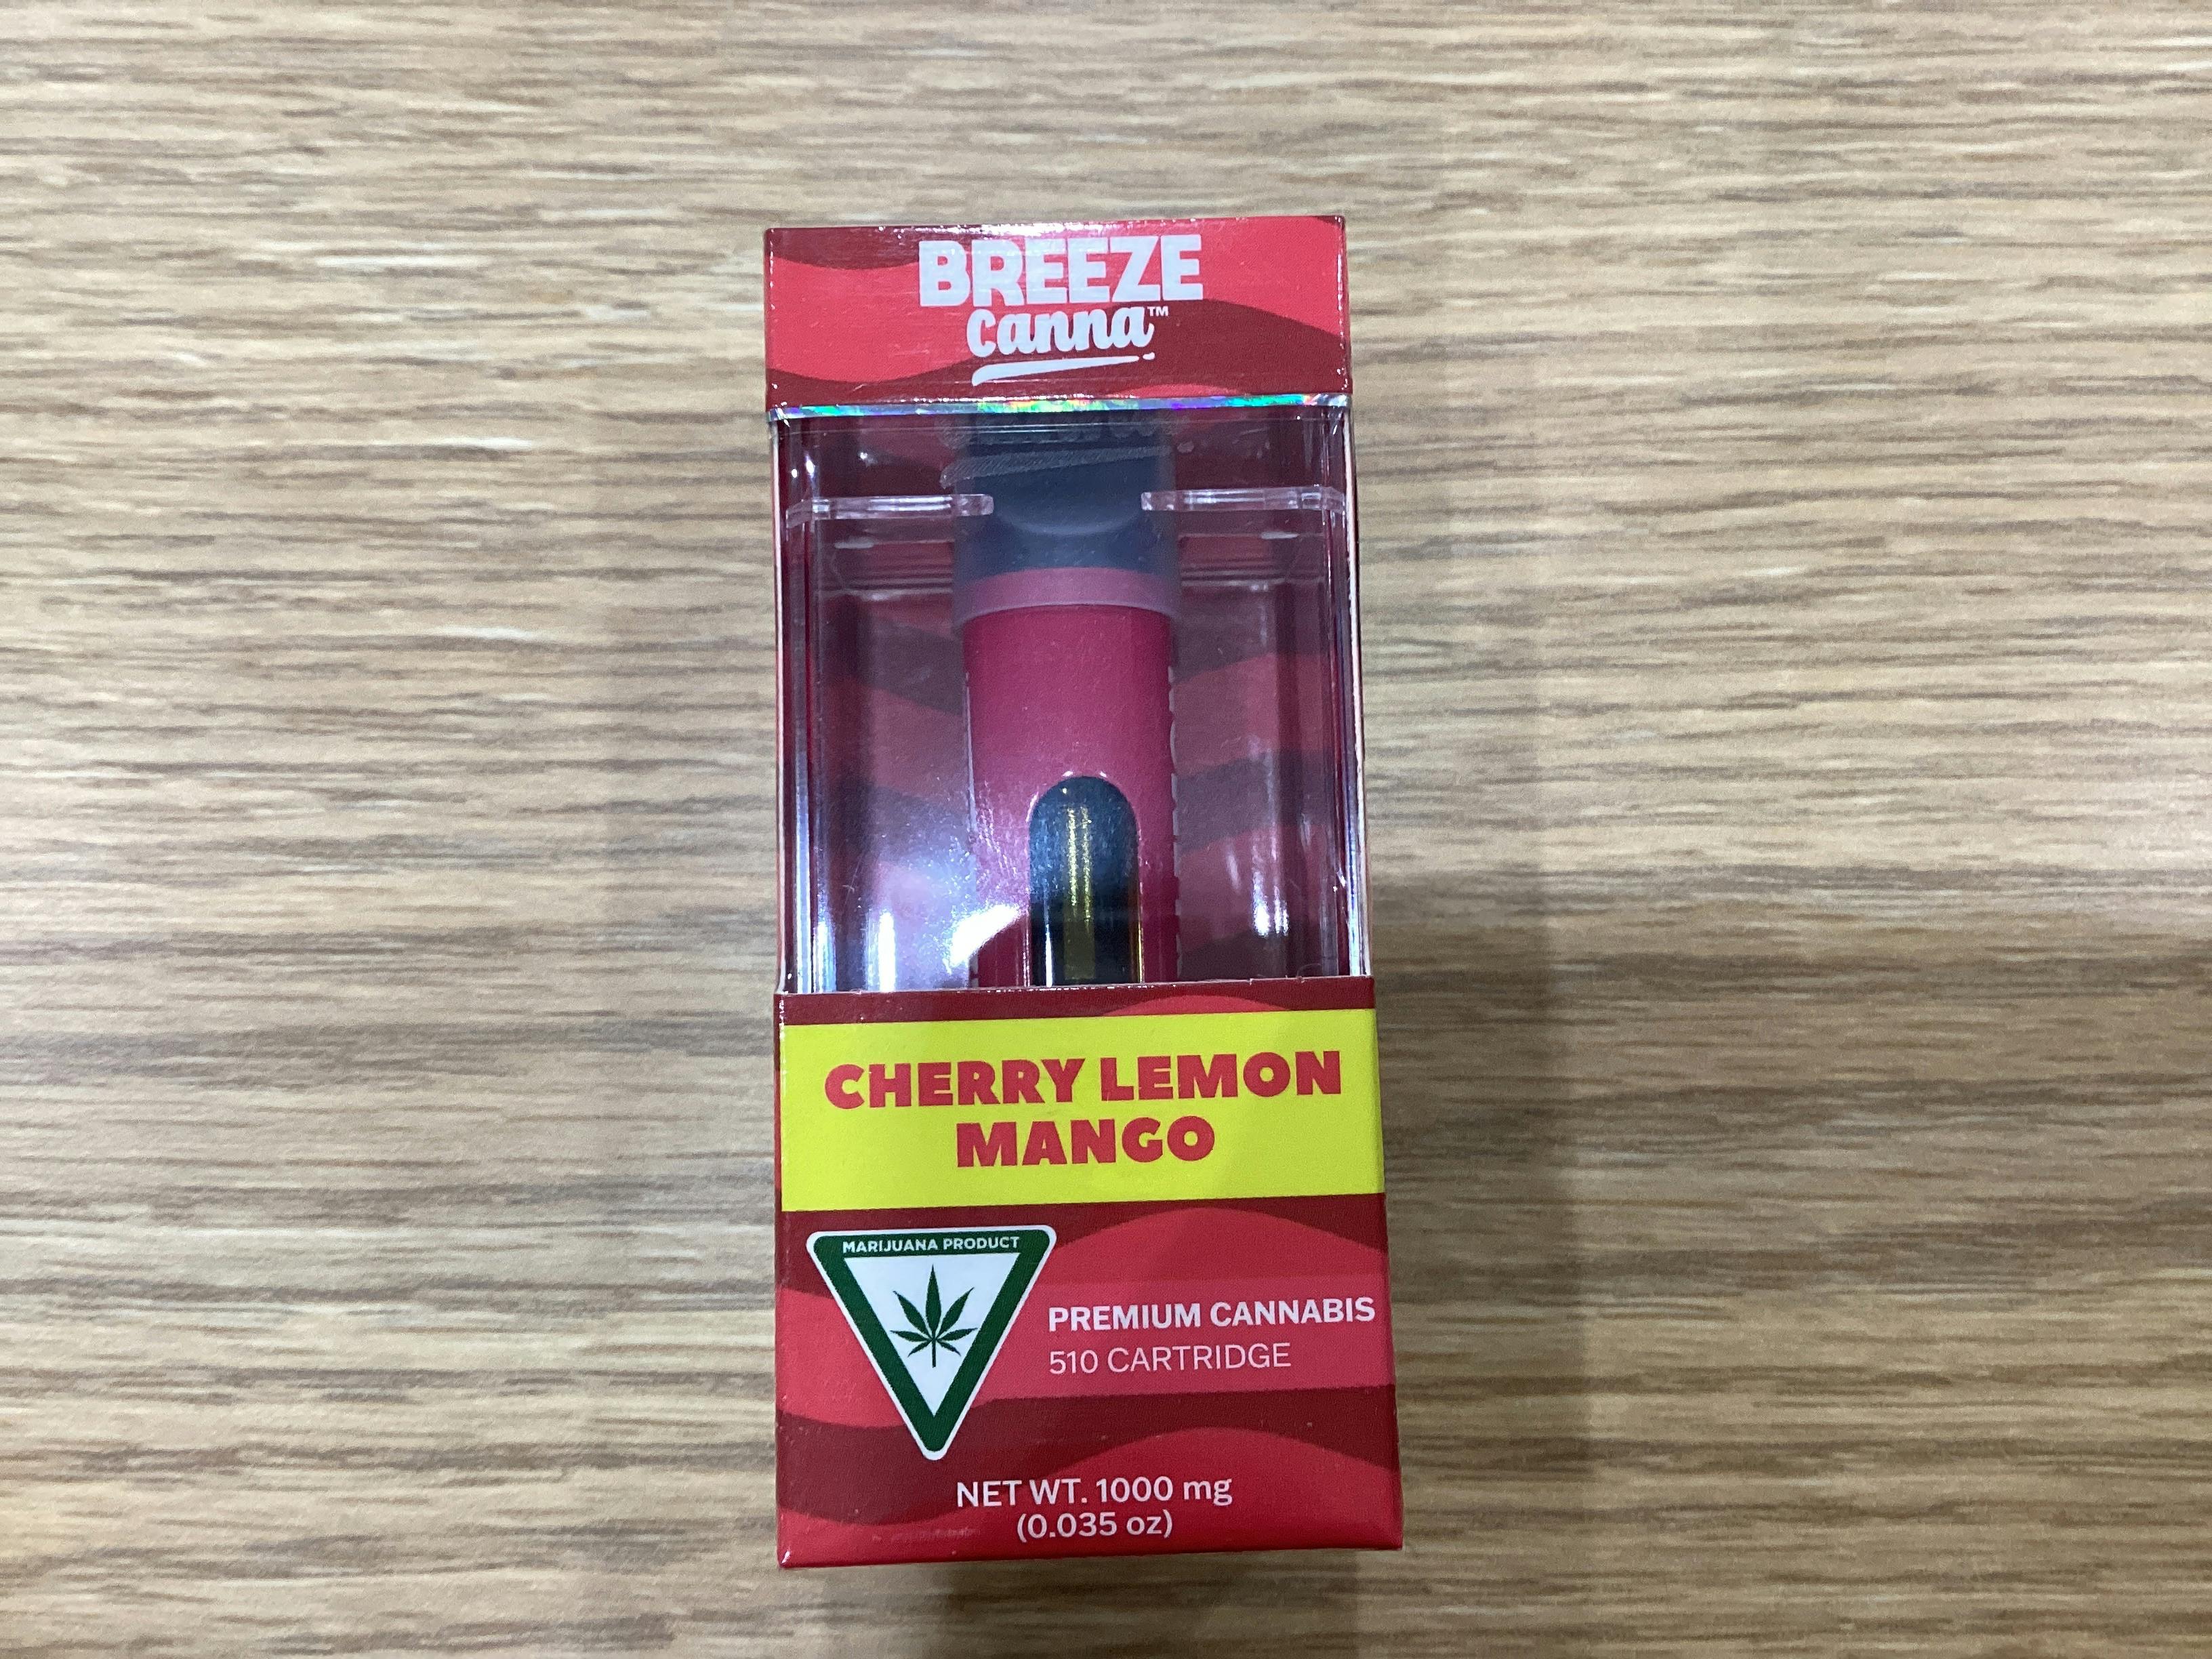 BREEZE
Canna™
CHERRY LEMON
MANGO
MARIJUANA PRODUCT
PREMIUM CANNABIS
510 CARTRIDGE
NET WT. 1000 mg
(0.035 oz)